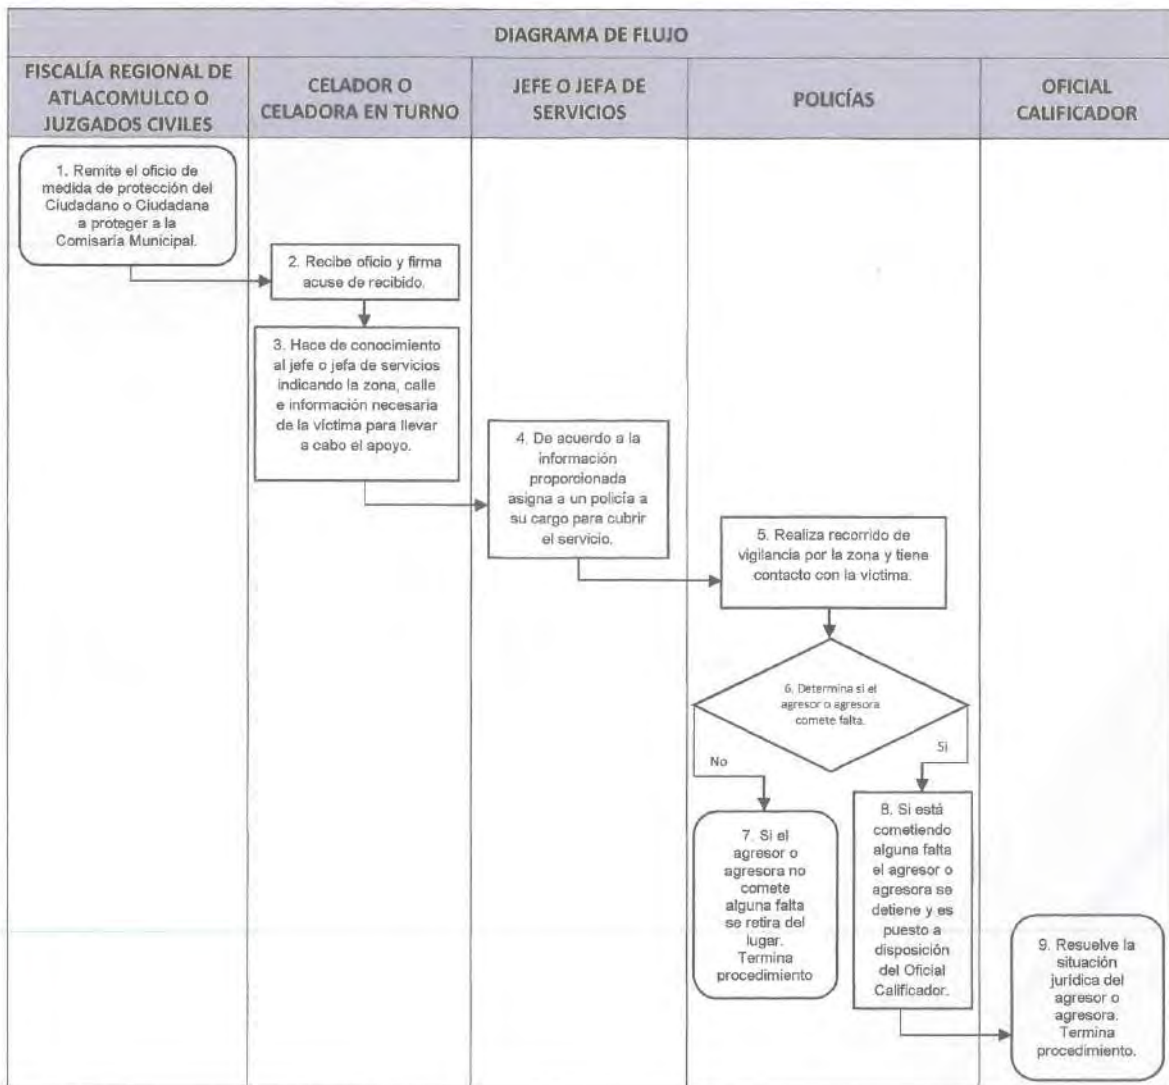 DIAGRAMA DE FLUJO
FISCALÍA REGIONAL DE
ATLACOMULCO O
JUZGADOS CIVILES
CELADOR O
CELADORA EN TURNO
JEFE O JEFA DE
SERVICIOS
POLICÍAS
OFICIAL
CALIFICADOR
1. Remite el oficio de
medida de protección del
Ciudadano o Ciudadana
a proteger a la
Comisaría Municipal.
2. Recibe oficio y firma
acuse de recibido.
3. Hace de conocimiento
al jefe o jefa de servicios
indicando la zona, calle
e información necesaria
de la víctima para llevar
a cabo el apoyo.
4. De acuerdo a la
información
proporcionada
asigna a un policía a
su cargo para cubrir
el servicio.
5. Realiza recorrido de
vigilancia por la zona y tiene
contacto con la víctima.
6. Determina si el
agresor o agresora
comete falta.
No
Si
7. Si el
agresor o
agresora no
comete
alguna falta
se retira del
lugar.
Termina
procedimiento
8. Si está
cometiendo
alguna falta
el agresor o
agresora se
detiene y es
puesto a
disposición
del Oficial
Calificador.
9. Resuelve la
situación
jurídica del
agresor o
agresora.
Termina
procedimiento.